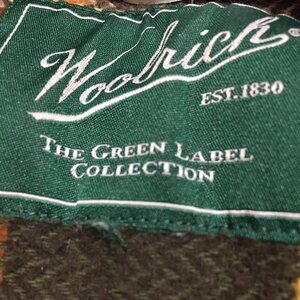 Woolrich®
EST. 1830
THE GREEN LABEL
COLLECTION